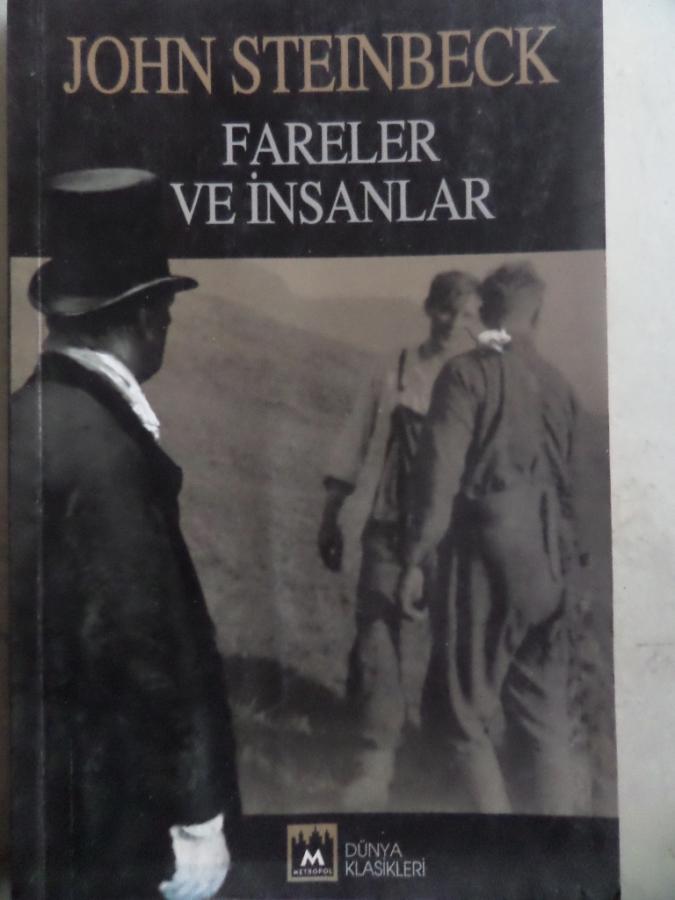 JOHN STEINBECK
FARELER
VE İNSANLAR
M
METROPOL
DÜNYA
KLASİKLERİ